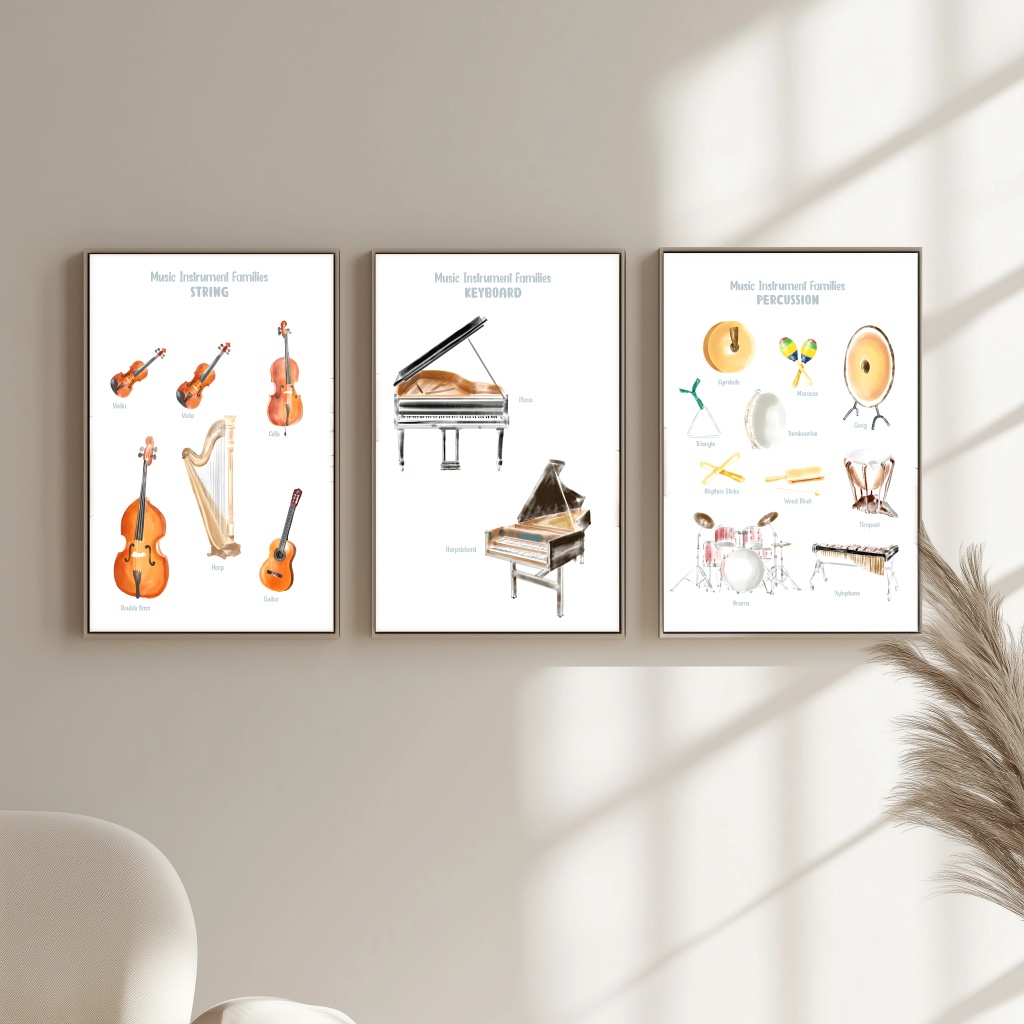 Music Instrument Families
STRING
Violin
Viola
Cello
Double Bass
Harp
Guitar
Music Instrument Families
KEYBOARD
Piano
Harpsichord
Music Instrument Families
PERCUSSION
Cymbals
Maracas
Gong
Triangle
Tambourine
Rhythm Sticks
Wood Block
Timpani
Drums
Xylophone